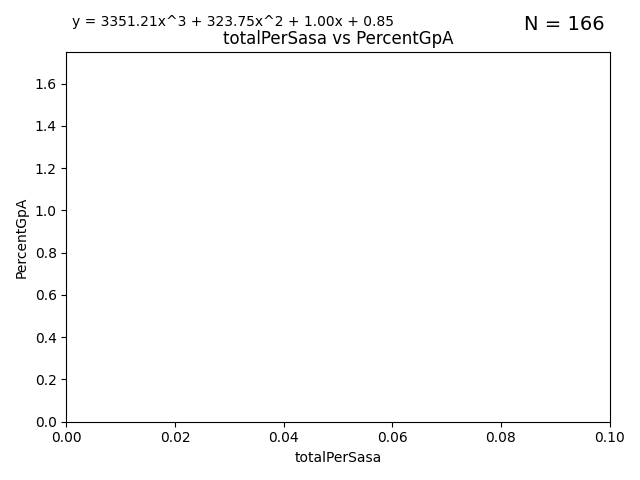 y = 3351.21x^3 + 323.75x^2 + 1.00x + 0.85
N = 166
totalPerSasa vs PercentGpA
PercentGpA
1.6
1.4
1.2
1.0
0.8
0.6
0.4
0.2
0.0
0.00 0.02 0.04 0.06 0.08 0.10
totalPerSasa